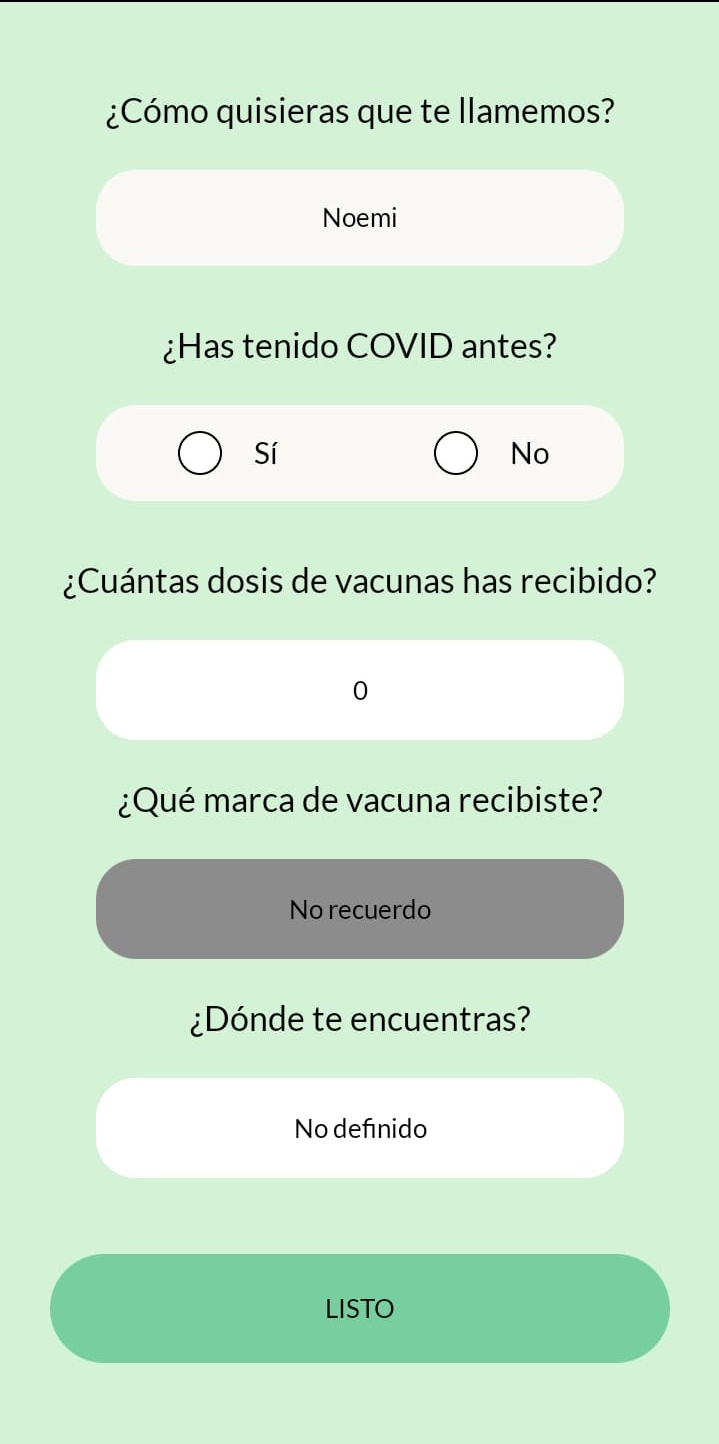 ¿Cómo quisieras que te llamemos?
Noemi
¿Has tenido COVID antes?
Sí No
¿Cuántas dosis de vacunas has recibido?
0
¿Qué marca de vacuna recibiste?
No recuerdo
¿Dónde te encuentras?
No definido
LISTO